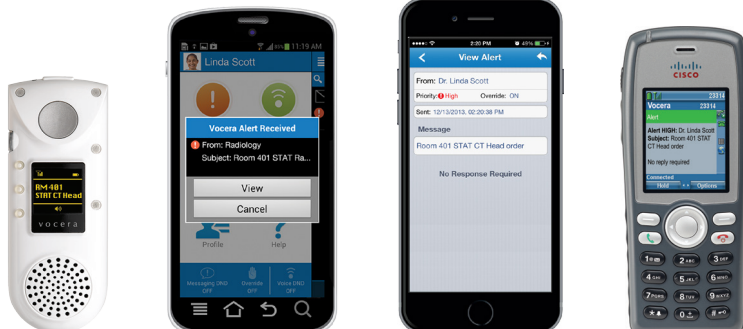 RM 401
STAT CT Head
vocera
11:19 AM
Linda Scott
Vocera Alert Received
From: Radiology
Subject: Room 401 STAT Ra...
View
Cancel
Profile
Help
Messaging DND
OFF
Override
OFF
Voice DND
OFF
2:20 PM
49%
View Alert
From: Dr. Linda Scott
Priority: High
Override: ON
Sent: 12/13/2013, 02:20:38 PM
Message
Room 401 STAT CT Head order
No Response Required
CISCO
23314
Vocera 23314
Alert
Alert HIGH: Dr. Linda Scott
Subject: Room 401 STAT
CT Head order
No reply required
Connected
Hold Options
1
2 ABC
3 DEF
4 GHI
5 JKL
6 MNO
7 PQRS
8 TUV
9 WXYZ
*
0
#